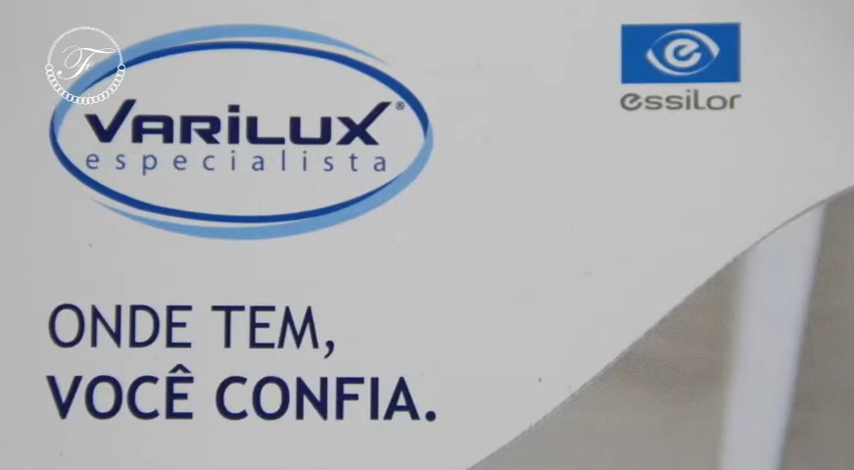 F
VARILUX®
especialista
essilor
ONDE TEM,
VOCÊ CONFIA.